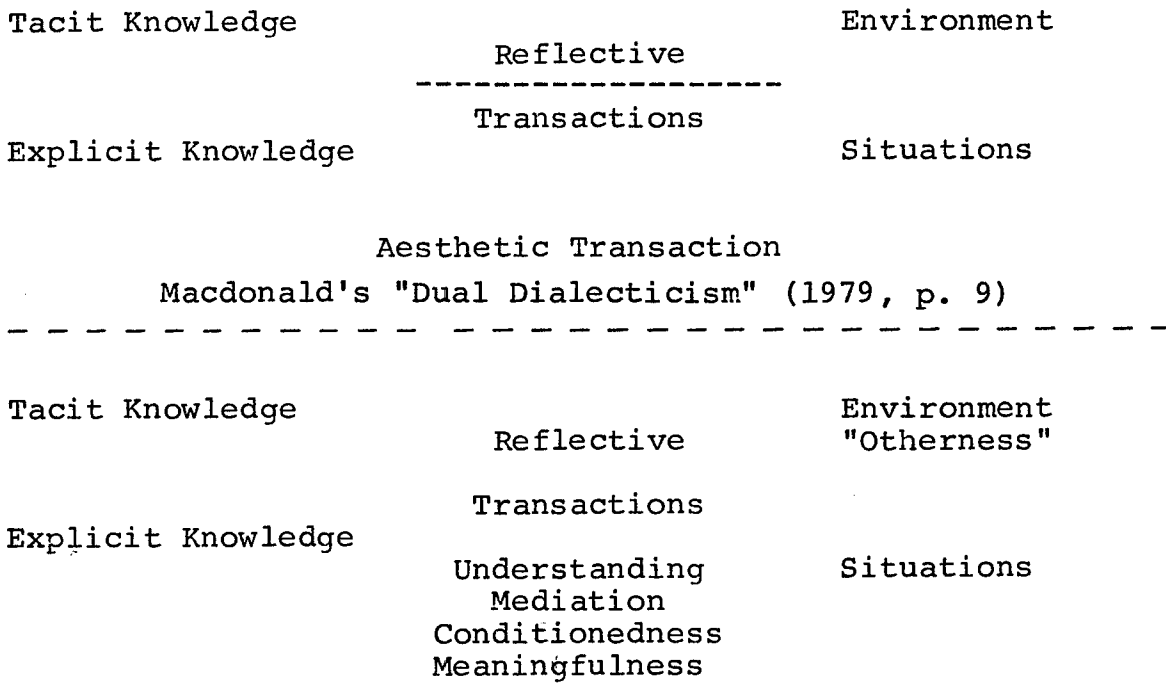 Tacit Knowledge Environment
Reflective
Transactions
Explicit Knowledge Situations
Aesthetic Transaction
Macdonald's "Dual Dialecticism" (1979, p. 9)
Tacit Knowledge Environment
Reflective "Otherness"
Transactions
Explicit Knowledge
Understanding Situations
Mediation
Conditionedness
Meaningfulness